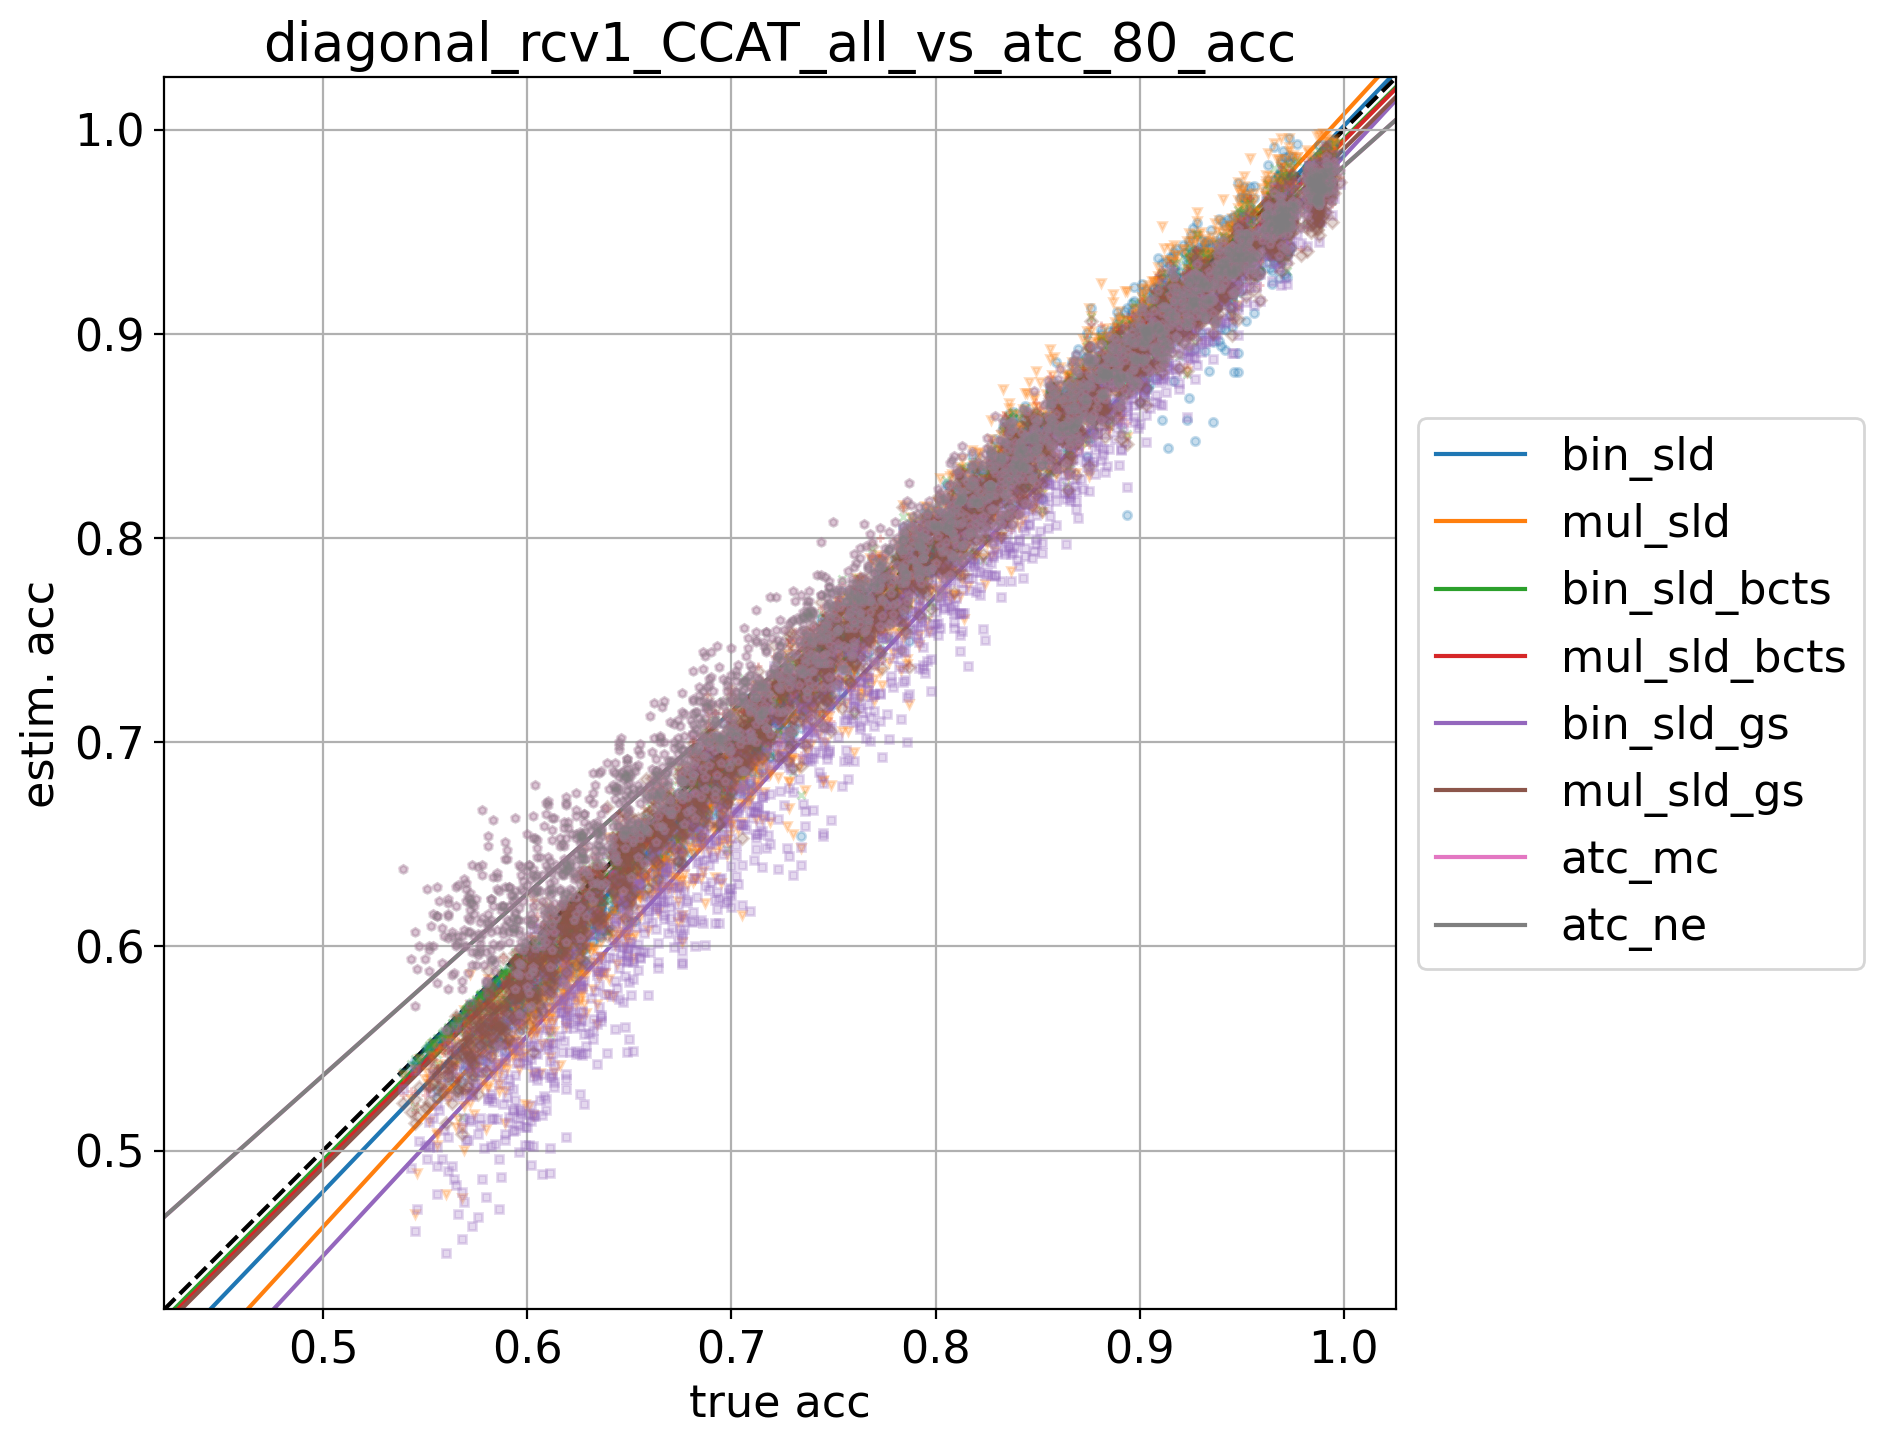 diagonal_rcv1_CCAT_all_vs_atc_80_acc
1.0
0.9
0.8
0.7
0.6
0.5
estim. acc
0.5 0.6 0.7 0.8 0.9 1.0
true acc
bin_sld
mul_sld
bin_sld_bcts
mul_sld_bcts
bin_sld_gs
mul_sld_gs
atc_mc
atc_ne